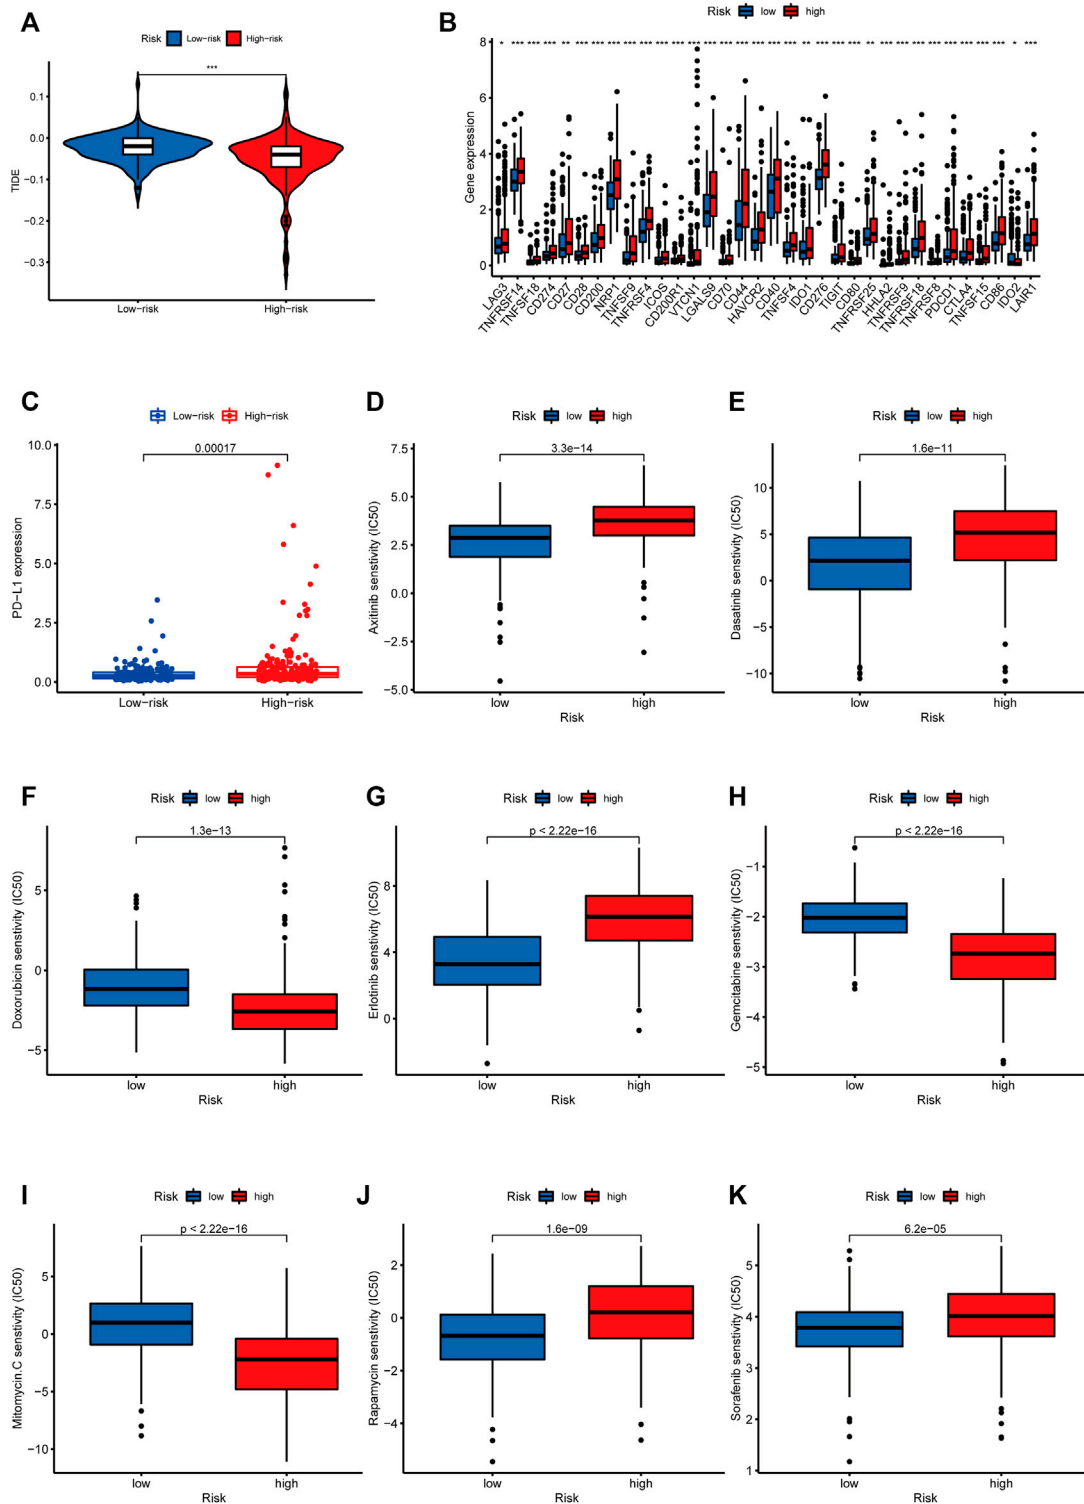 A
Risk Low-risk High-risk
***
TIDE
0.1
0.0
−0.1
−0.2
−0.3
Low-risk High-risk
B
Risk low high
Gene expression
8
6
4
2
0
* *** *** *** ** *** *** *** *** *** *** *** *** *** *** *** *** *** *** *** ** *** *** *** *** *** *** *** *** *** *** *** * ***
LAG3
TNFRSF14
TNFSF18
CD274
CD27
CD28
CD200
NRP1
TNFSF9
TNFRSF4
ICOS
CD200R1
VTCN1
LGALS9
CD70
CD44
HAVCR2
CD40
TNFSF4
IDO1
CD276
TIGIT
CD80
TNFRSF25
HHLA2
TNFRSF9
TNFRSF18
TNFRSF8
PDCD1
CTLA4
TNFSF15
CD86
IDO2
LAIR1
C
Low−risk High−risk
0.00017
PD−L1 expression
10.0
7.5
5.0
2.5
0.0
Low−risk High−risk
D
Risk low high
3.3e−14
Axitinib senstivity (IC50)
7.5
5.0
2.5
0.0
−2.5
−5.0
low high
Risk
E
Risk low high
1.6e−11
Dasatinib senstivity (IC50)
10
5
0
−5
−10
low high
Risk
F
Risk low high
1.3e−13
Doxorubicin senstivity (IC50)
5
0
−5
low high
Risk
G
Risk low high
p < 2.22e−16
Erlotinib senstivity (IC50)
8
4
0
low high
Risk
H
Risk low high
p < 2.22e−16
Gemcitabine senstivity (IC50)
−1
−2
−3
−4
−5
low high
Risk
I
Risk low high
p < 2.22e−16
Mitomycin.C senstivity (IC50)
5
0
−5
−10
low high
Risk
J
Risk low high
1.6e−09
Rapamycin senstivity (IC50)
2
0
−2
−4
low high
Risk
K
Risk low high
6.2e−05
Sorafenib senstivity (IC50)
5
4
3
2
1
low high
Risk